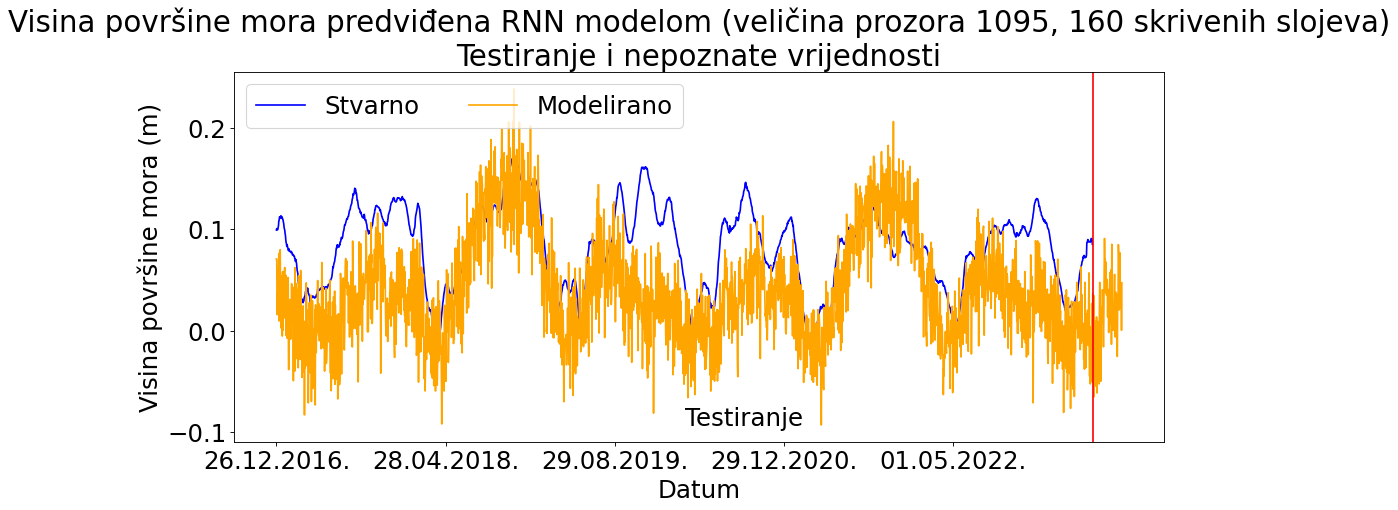 Visina površine mora predviđena RNN modelom (veličina prozora 1095, 160 skrivenih slojeva)
Testiranje i nepoznate vrijednosti
Stvarno
Modelirano
Visina površine mora (m)
0.2
0.1
0.0
−0.1
Testiranje
26.12.2016.
28.04.2018.
29.08.2019.
29.12.2020.
01.05.2022.
Datum